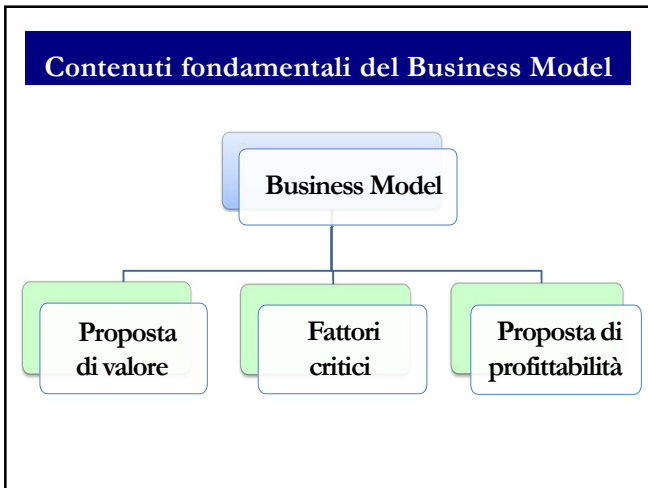 Contenuti fondamentali del Business Model
Business Model
Proposta
di valore
Fattori
critici
Proposta di
profittabilità